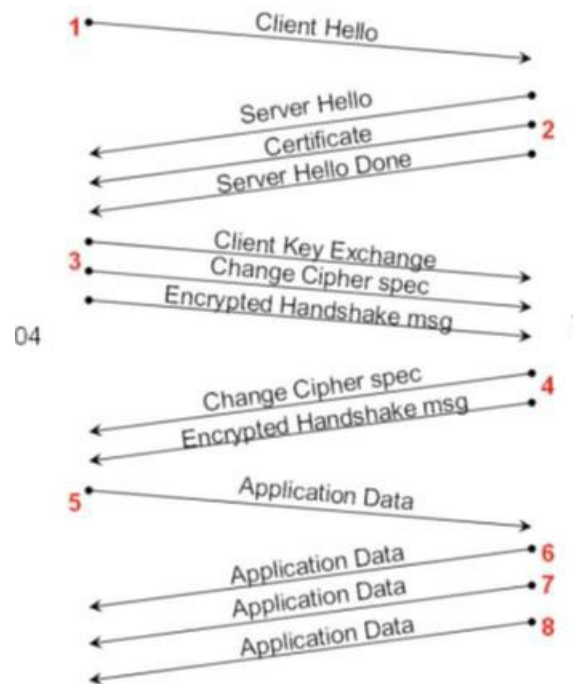 1
Client Hello
Server Hello
2
Certificate
Server Hello Done
Client Key Exchange
3
Change Cipher spec
Encrypted Handshake msg
04
Change Cipher spec
4
Encrypted Handshake msg
5
Application Data
6
Application Data
7
Application Data
8
Application Data